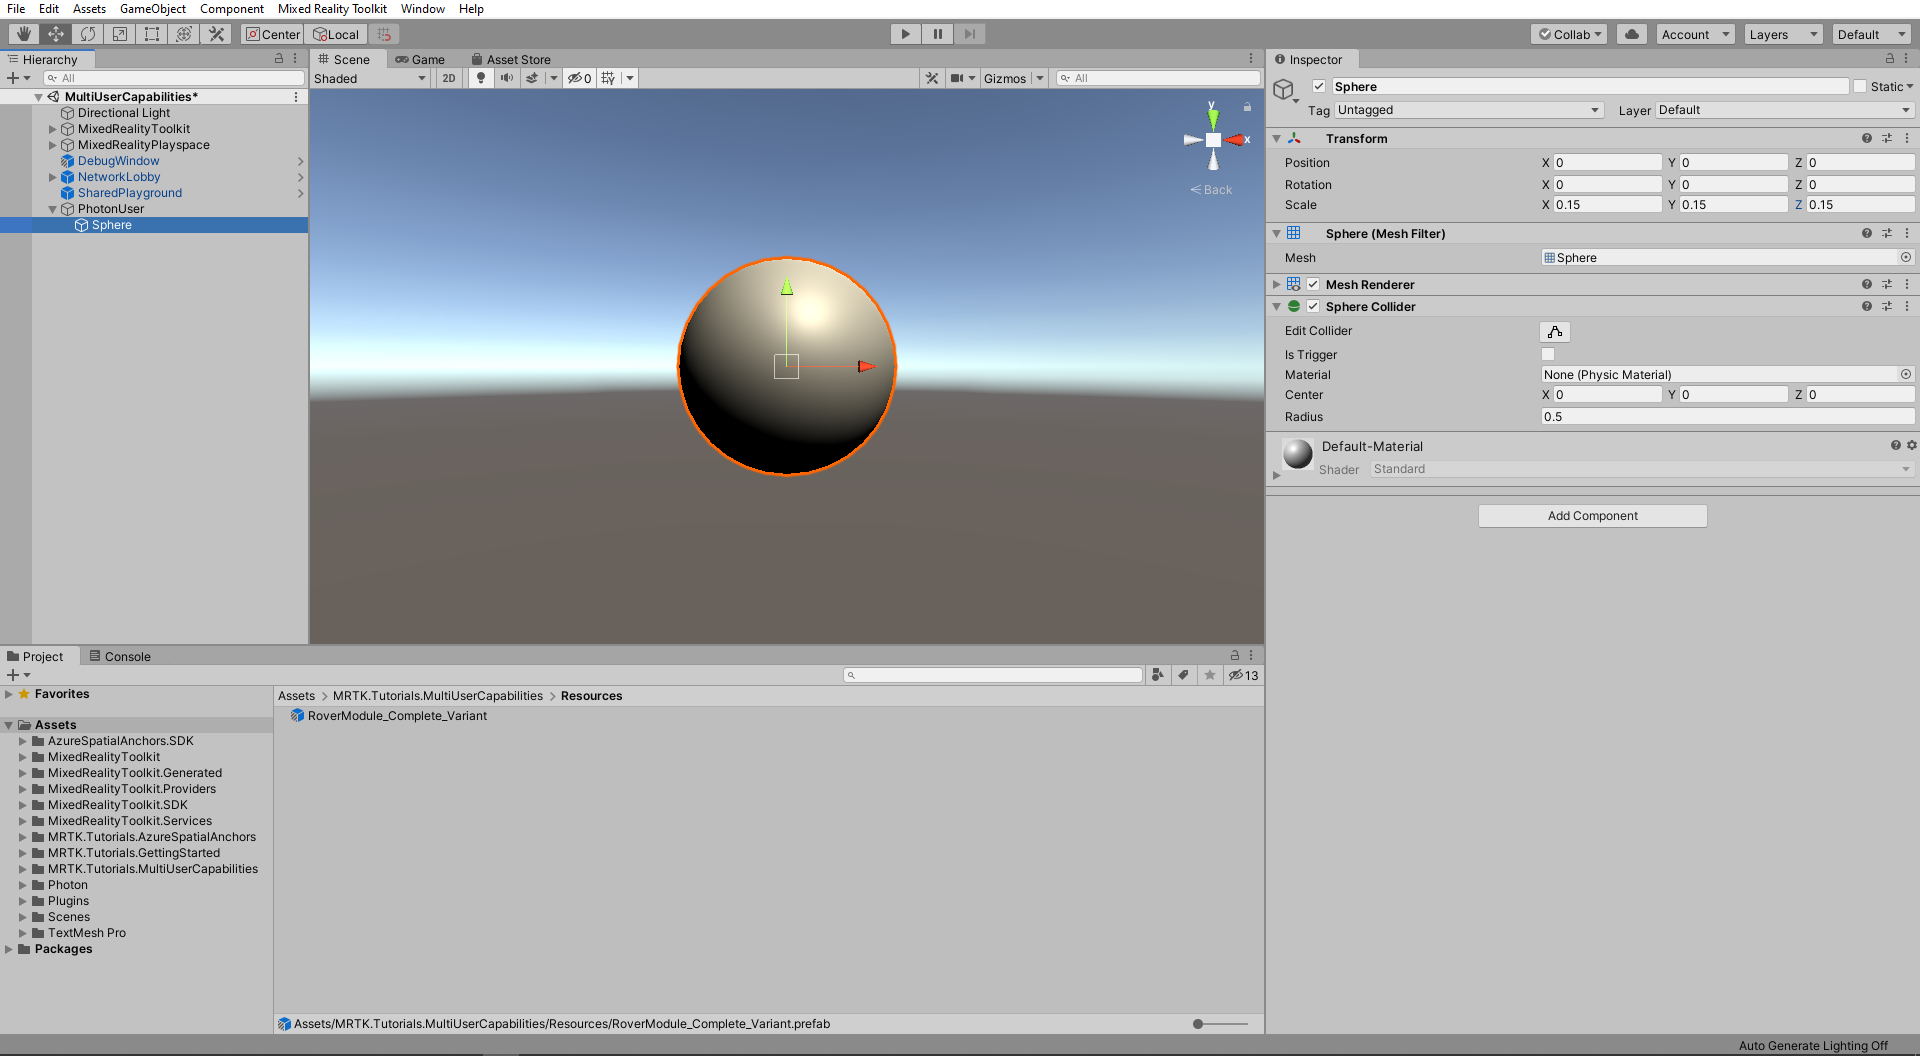 File Edit Assets GameObject Component Mixed Reality Toolkit Window Help
Center Local Collab Account Layers Default
Hierarchy
All
MultiUserCapabilities*
Directional Light
MixedRealityToolkit
MixedRealityPlayspace
DebugWindow
NetworkLobby
SharedPlayground
PhotonUser
Sphere
Scene Game Asset Store
Shaded 2D 0 Gizmos All
y
x
Back
Inspector
Sphere Static
Tag Untagged Layer Default
Transform
Position X 0 Y 0 Z 0
Rotation X 0 Y 0 Z 0
Scale X 0.15 Y 0.15 Z 0.15
Sphere (Mesh Filter)
Mesh Sphere
Mesh Renderer
Sphere Collider
Edit Collider
Is Trigger
Material None (Physic Material)
Center X 0 Y 0 Z 0
Radius 0.5
Default-Material
Shader Standard
Add Component
Project Console
13
Favorites
Assets
AzureSpatialAnchors.SDK
MixedRealityToolkit
MixedRealityToolkit.Generated
MixedRealityToolkit.Providers
MixedRealityToolkit.SDK
MixedRealityToolkit.Services
MRTK.Tutorials.AzureSpatialAnchors
MRTK.Tutorials.GettingStarted
MRTK.Tutorials.MultiUserCapabilities
Photon
Plugins
Scenes
TextMesh Pro
Packages
Assets > MRTK.Tutorials.MultiUserCapabilities > Resources
RoverModule_Complete_Variant
Assets/MRTK.Tutorials.MultiUserCapabilities/Resources/RoverModule_Complete_Variant.prefab
Auto Generate Lighting Off